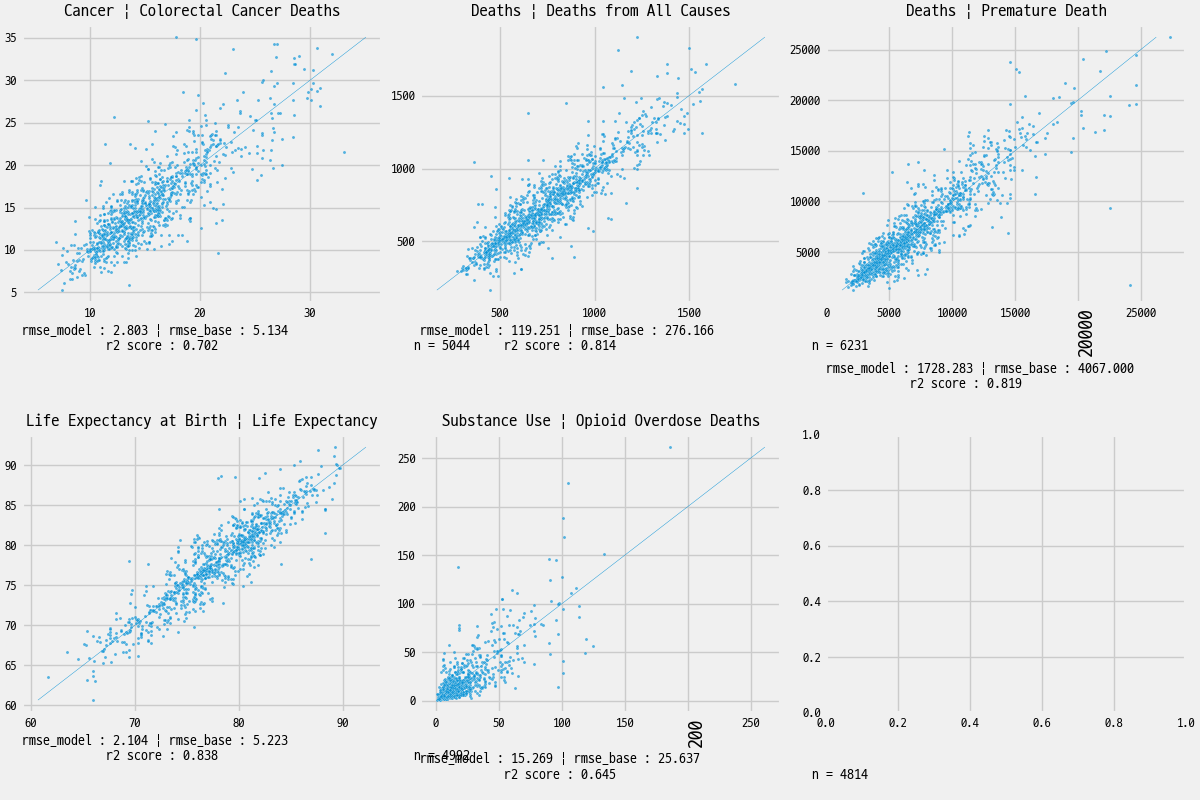 Cancer ¦ Colorectal Cancer Deaths
35
30
25
20
15
10
5
10 20 30
rmse_model : 2.803 ¦ rmse_base : 5.134
r2 score : 0.702
Deaths ¦ Deaths from All Causes
1500
1000
500
500 1000 1500
rmse_model : 119.251 ¦ rmse_base : 276.166
n = 5044 r2 score : 0.814
Deaths ¦ Premature Death
25000
20000
15000
10000
5000
0 5000 10000 15000 20000 25000
n = 6231
rmse_model : 1728.283 ¦ rmse_base : 4067.000
r2 score : 0.819
Life Expectancy at Birth ¦ Life Expectancy
90
85
80
75
70
65
60
60 70 80 90
rmse_model : 2.104 ¦ rmse_base : 5.223
r2 score : 0.838
Substance Use ¦ Opioid Overdose Deaths
250
200
150
100
50
0
0 50 100 150 200 250
n = 4992
rmse_model : 15.269 ¦ rmse_base : 25.637
r2 score : 0.645
1.0
0.8
0.6
0.4
0.2
0.0
0.0 0.2 0.4 0.6 0.8 1.0
n = 4814